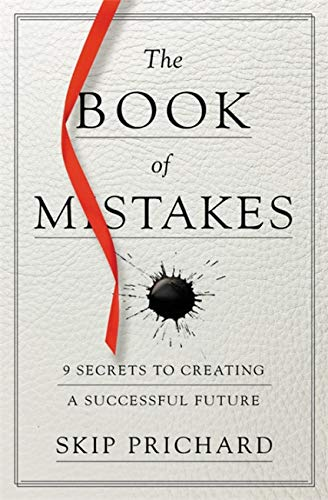 The
BOOK
of
MISTAKES
9 SECRETS TO CREATING
A SUCCESSFUL FUTURE
SKIP PRICHARD